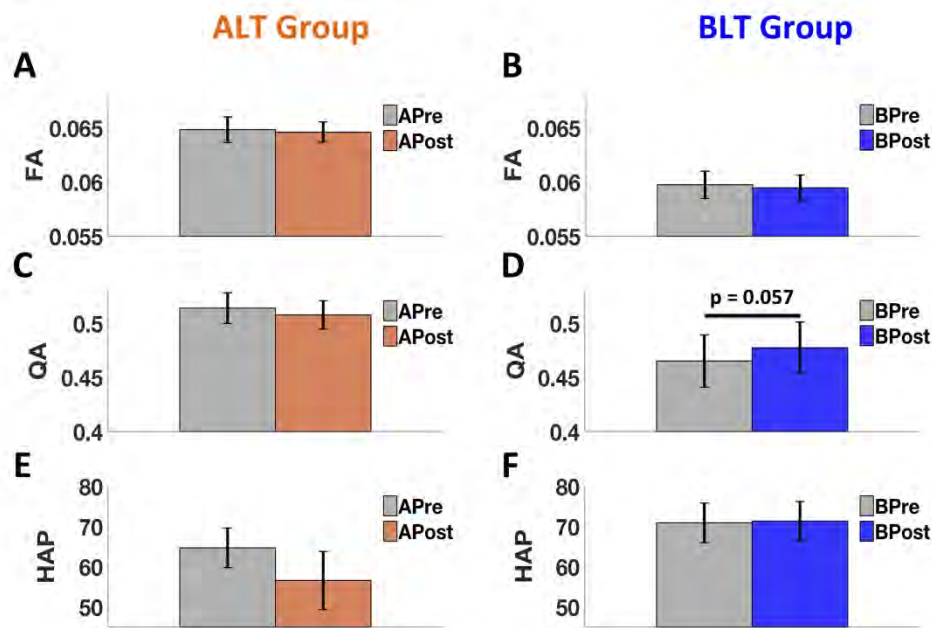 ALT Group
BLT Group
A
FA
0.065
0.06
0.055
APre
APost
B
FA
0.065
0.06
0.055
BPre
BPost
C
QA
0.5
0.45
0.4
APre
APost
D
QA
0.5
0.45
0.4
p = 0.057
BPre
BPost
E
HAP
80
70
60
50
APre
APost
F
HAP
80
70
60
50
BPre
BPost